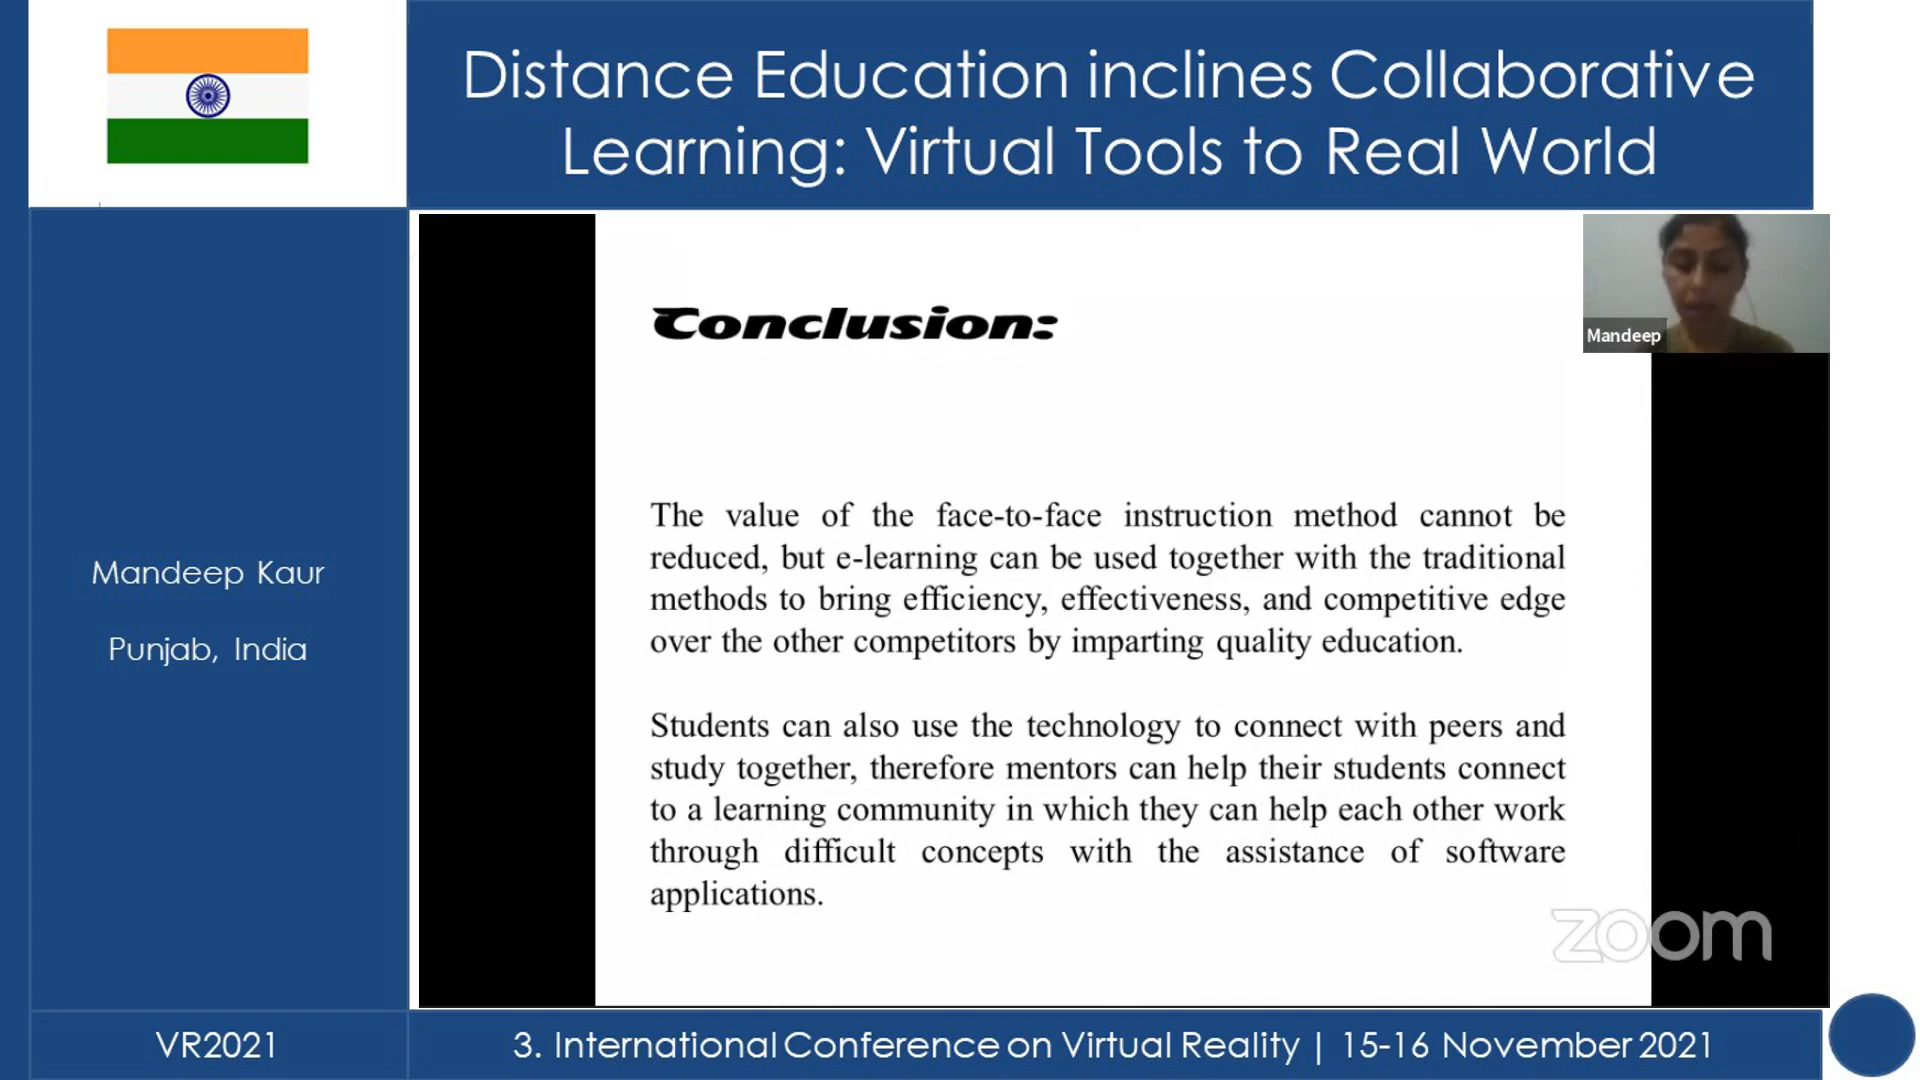 Distance Education inclines Collaborative
Learning: Virtual Tools to Real World
Mandeep
Conclusion:
The value of the face-to-face instruction method cannot be
reduced, but e-learning can be used together with the traditional
methods to bring efficiency, effectiveness, and competitive edge
over the other competitors by imparting quality education.
Students can also use the technology to connect with peers and
study together, therefore mentors can help their students connect
to a learning community in which they can help each other work
through difficult concepts with the assistance of software
applications.
zoom
Mandeep Kaur
Punjab, India
VR2021
3. International Conference on Virtual Reality | 15-16 November 2021